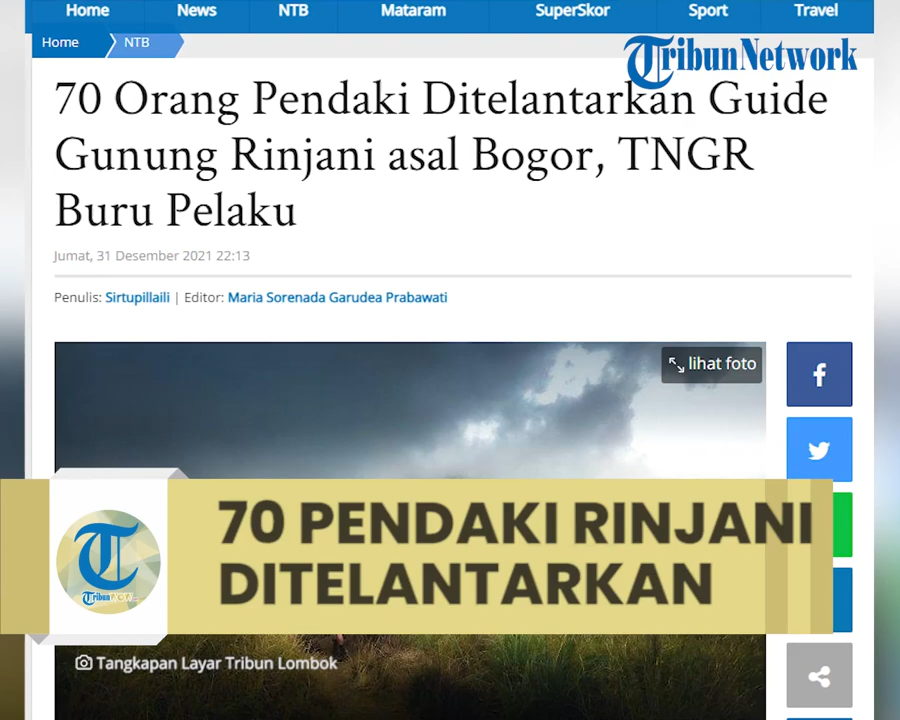 Home News NTB Mataram SuperSkor Sport Travel
Home NTB
TribunNetwork
70 Orang Pendaki Ditelantarkan Guide
Gunung Rinjani asal Bogor, TNGR
Buru Pelaku
Jumat, 31 Desember 2021 22:13
Penulis: Sirtupillaili | Editor: Maria Sorenada Garudea Prabawati
lihat foto
70 PENDAKI RINJANI
DITELANTARKAN
Tangkapan Layar Tribun Lombok